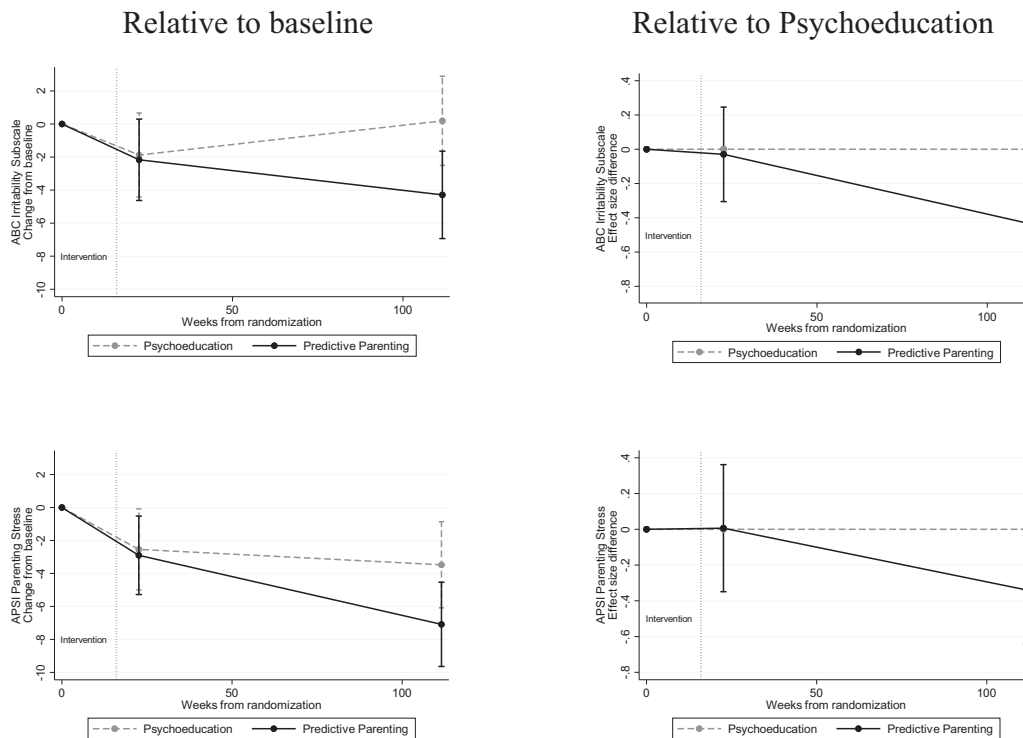 Relative to baseline
Relative to Psychoeducation
ABC Irritability Subscale
Change from baseline
2
0
-2
-4
-6
-8
-10
Intervention
0 50 100
Weeks from randomization
Psychoeducation Predictive Parenting
ABC Irritability Subscale
Effect size difference
.4
.2
0
-.2
-.4
-.6
-.8
Intervention
0 50 100
Weeks from randomization
Psychoeducation Predictive Parenting
APSI Parenting Stress
Change from baseline
2
0
-2
-4
-6
-8
-10
Intervention
0 50 100
Weeks from randomization
Psychoeducation Predictive Parenting
APSI Parenting Stress
Effect size difference
.4
.2
0
-.2
-.4
-.6
-.8
Intervention
0 50 100
Weeks from randomization
Psychoeducation Predictive Parenting